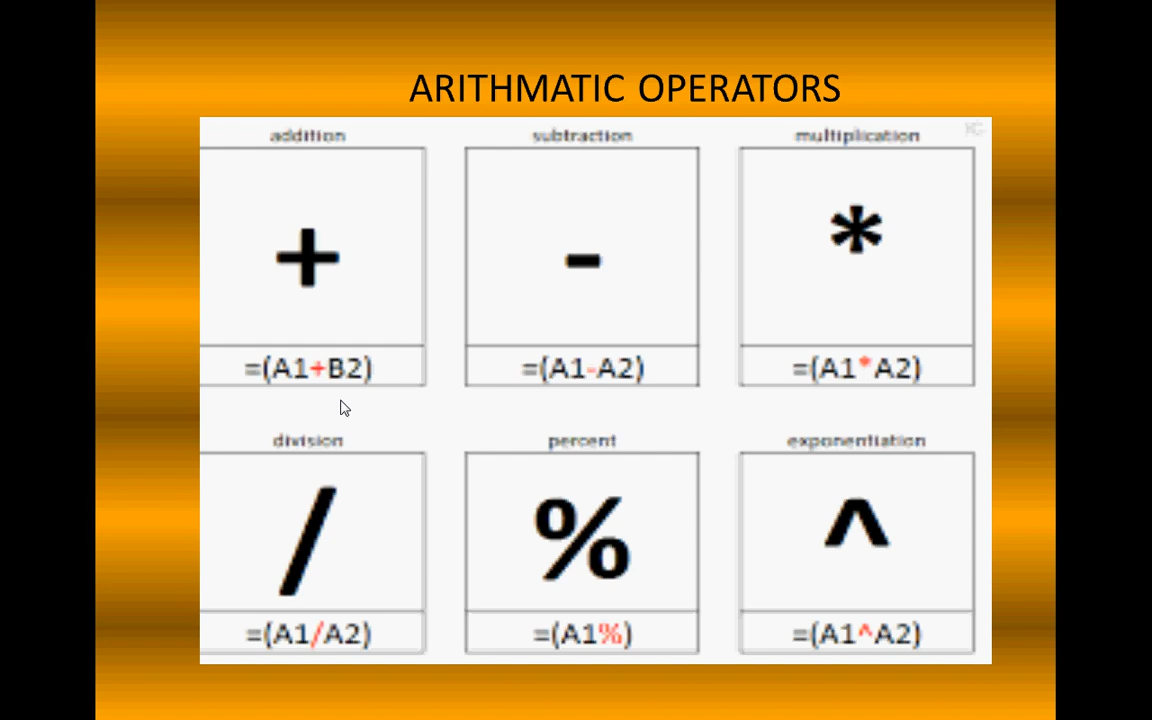 ARITHMATIC OPERATORS
addition subtraction multiplication
+ - *
=(A1+B2) =(A1-A2) =(A1*A2)
division percent exponentiation
/ % ^
=(A1/A2) =(A1%) =(A1^A2)